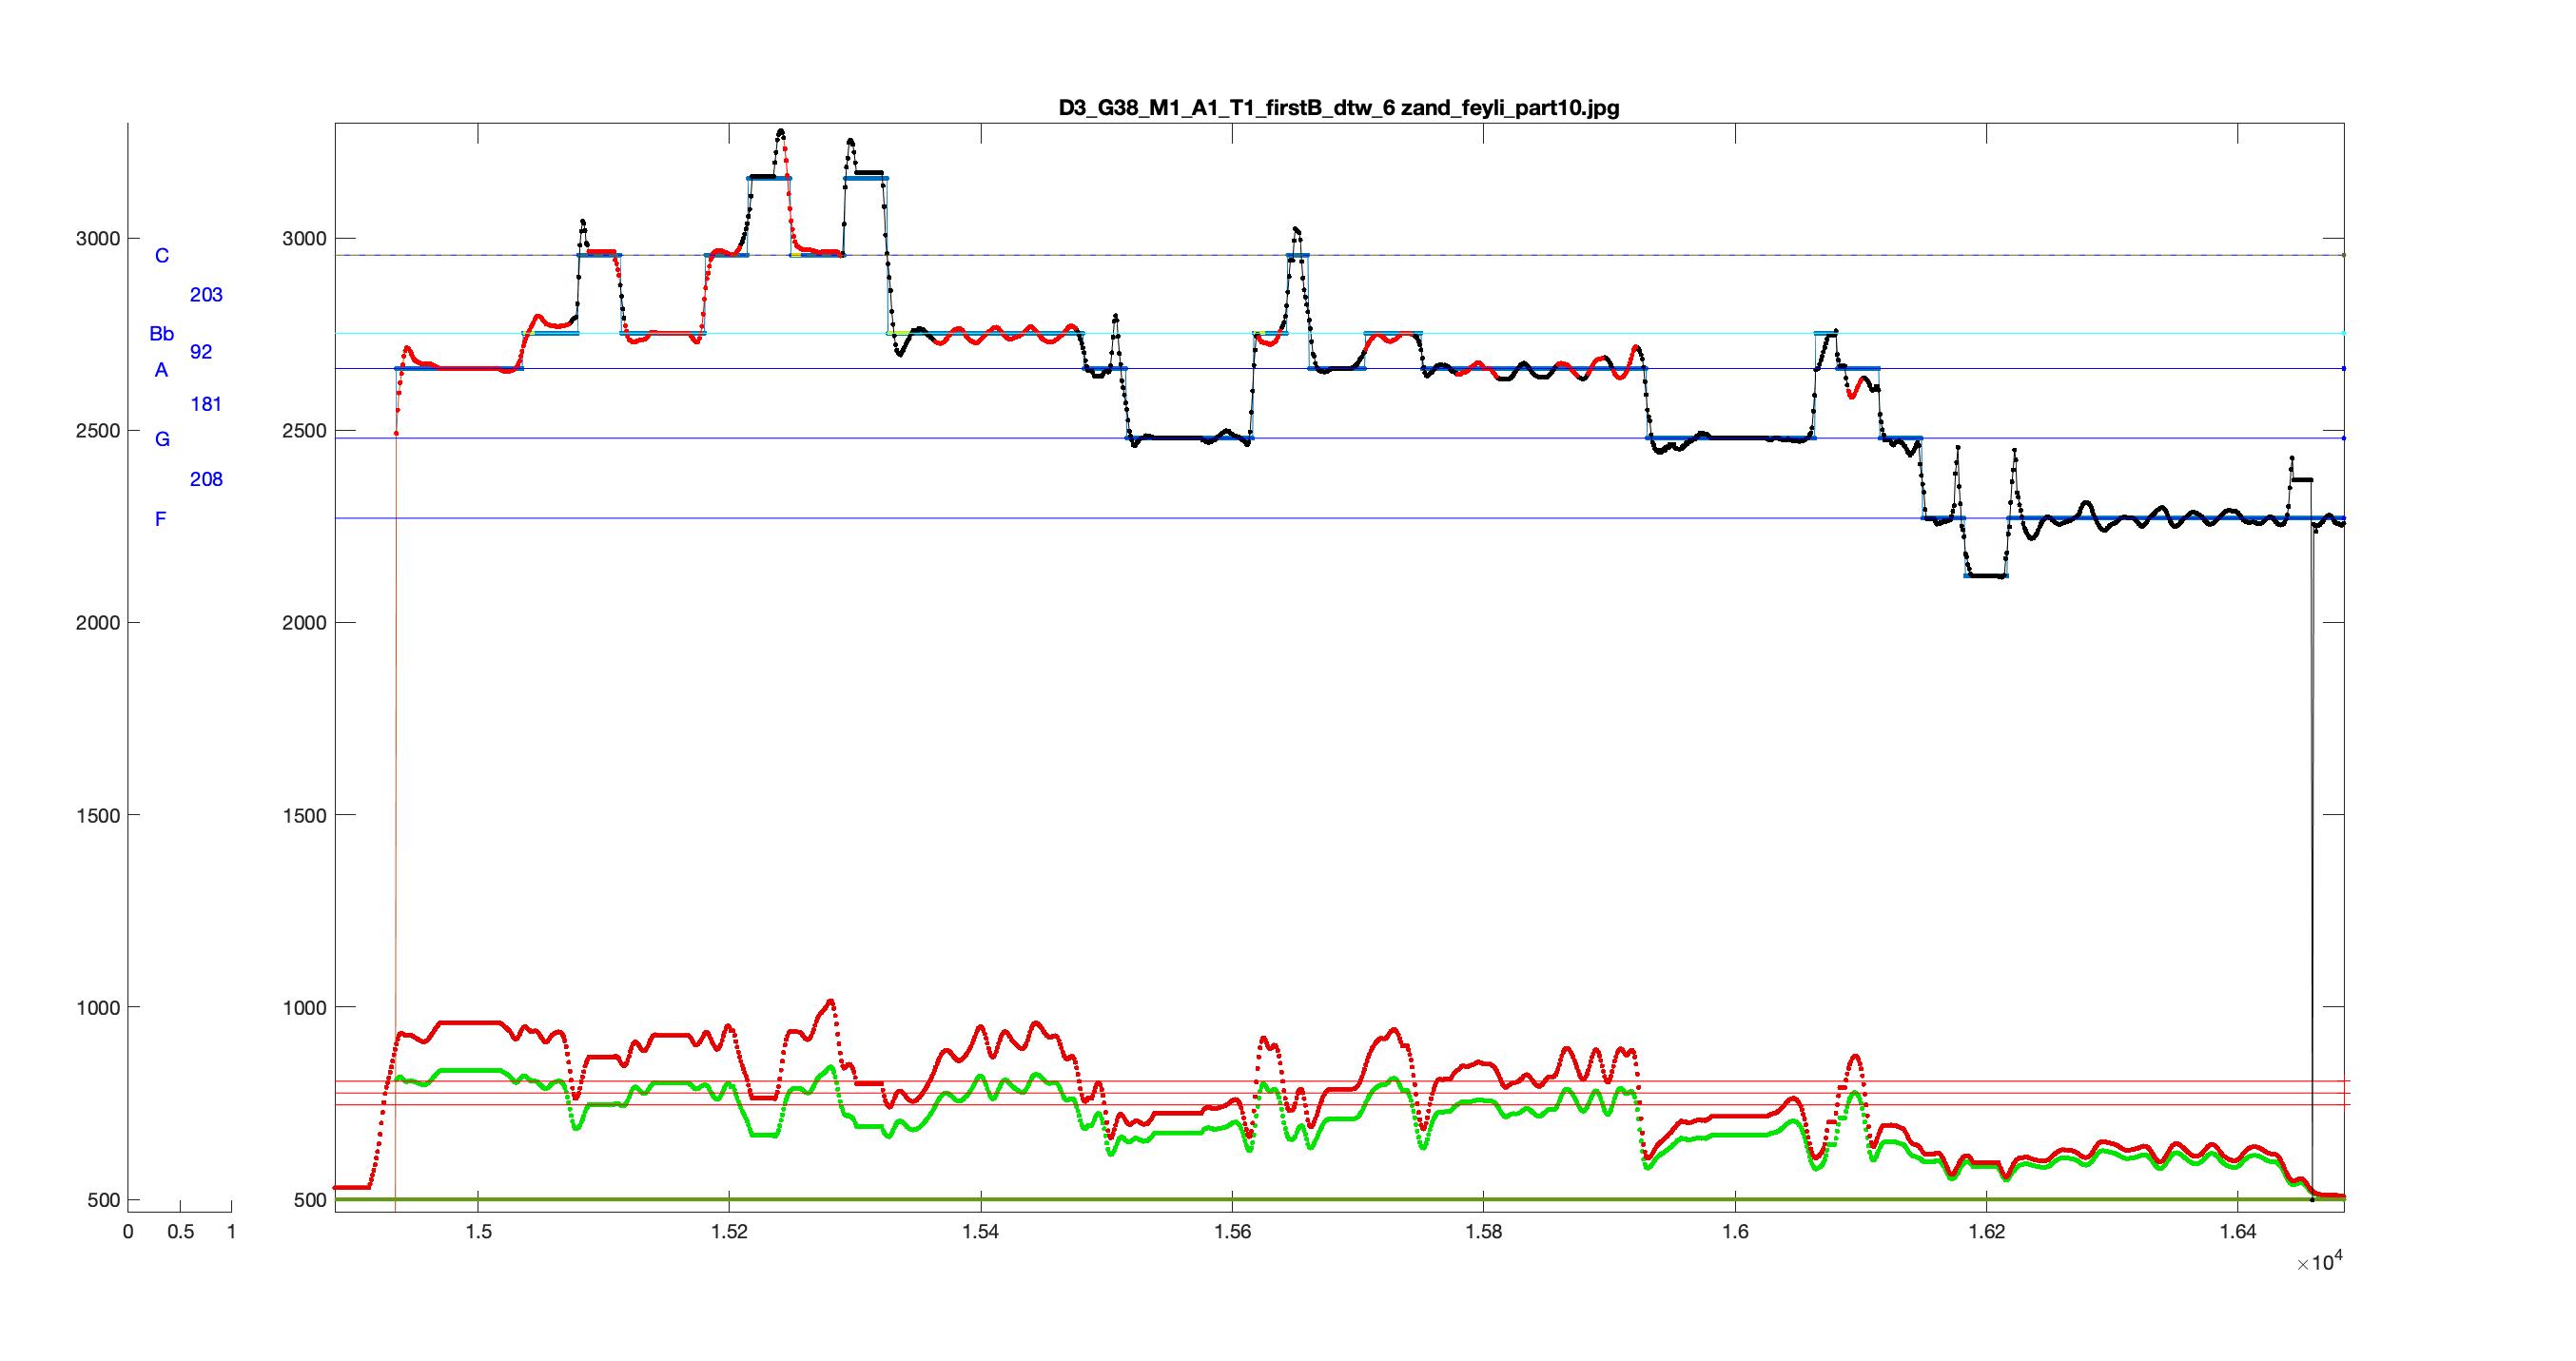 D3_G38_M1_A1_T1_firstB_dtw_6 zand_feyli_part10.jpg
3000 3000
C
203
Bb
92
A
181
2500 2500
G
208
F
2000 2000
1500 1500
1000 1000
500 500
0 0.5 1 1.5 1.52 1.54 1.56 1.58 1.6 1.62 1.64
×10⁴